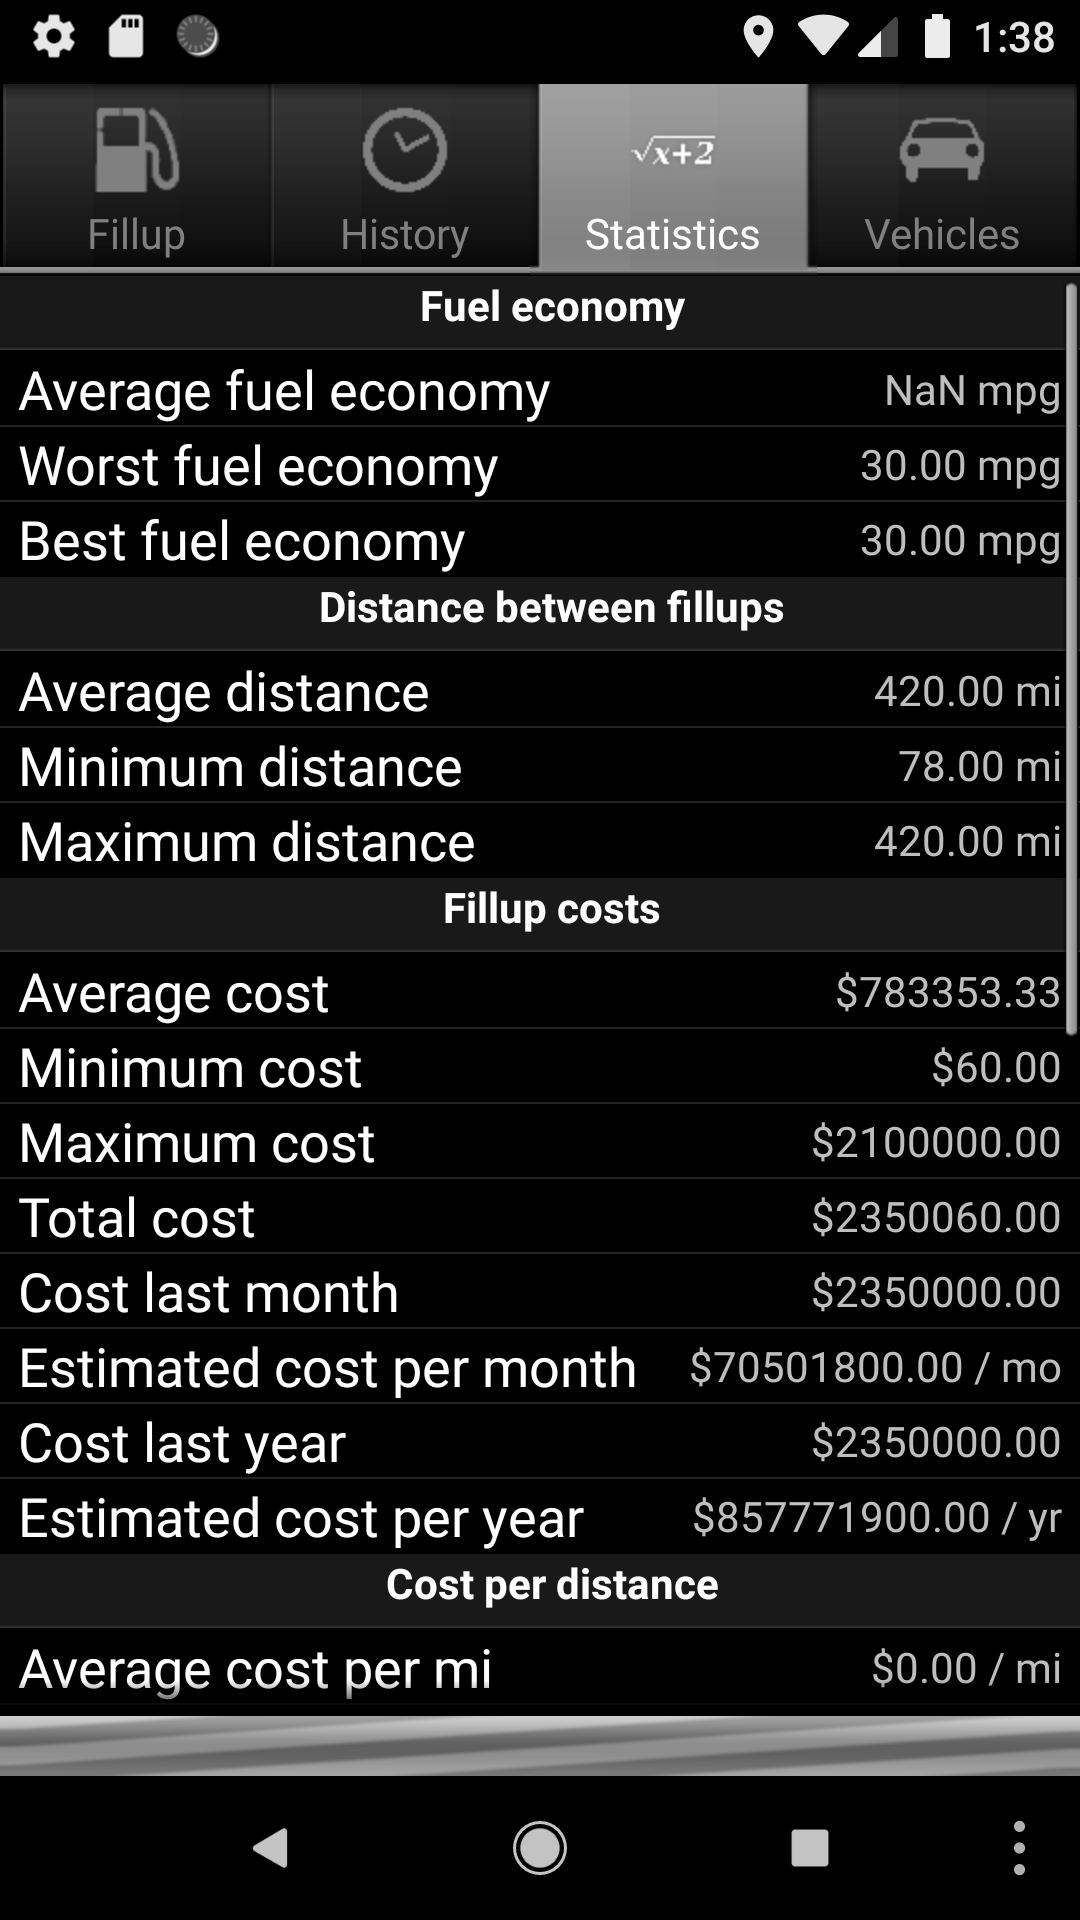 1:38
√x+2
Fillup
History
Statistics
Vehicles
Fuel economy
Average fuel economy NaN mpg
Worst fuel economy 30.00 mpg
Best fuel economy 30.00 mpg
Distance between fillups
Average distance 420.00 mi
Minimum distance 78.00 mi
Maximum distance 420.00 mi
Fillup costs
Average cost $783353.33
Minimum cost $60.00
Maximum cost $2100000.00
Total cost $2350060.00
Cost last month $2350000.00
Estimated cost per month $70501800.00 / mo
Cost last year $2350000.00
Estimated cost per year $857771900.00 / yr
Cost per distance
Average cost per mi $0.00 / mi